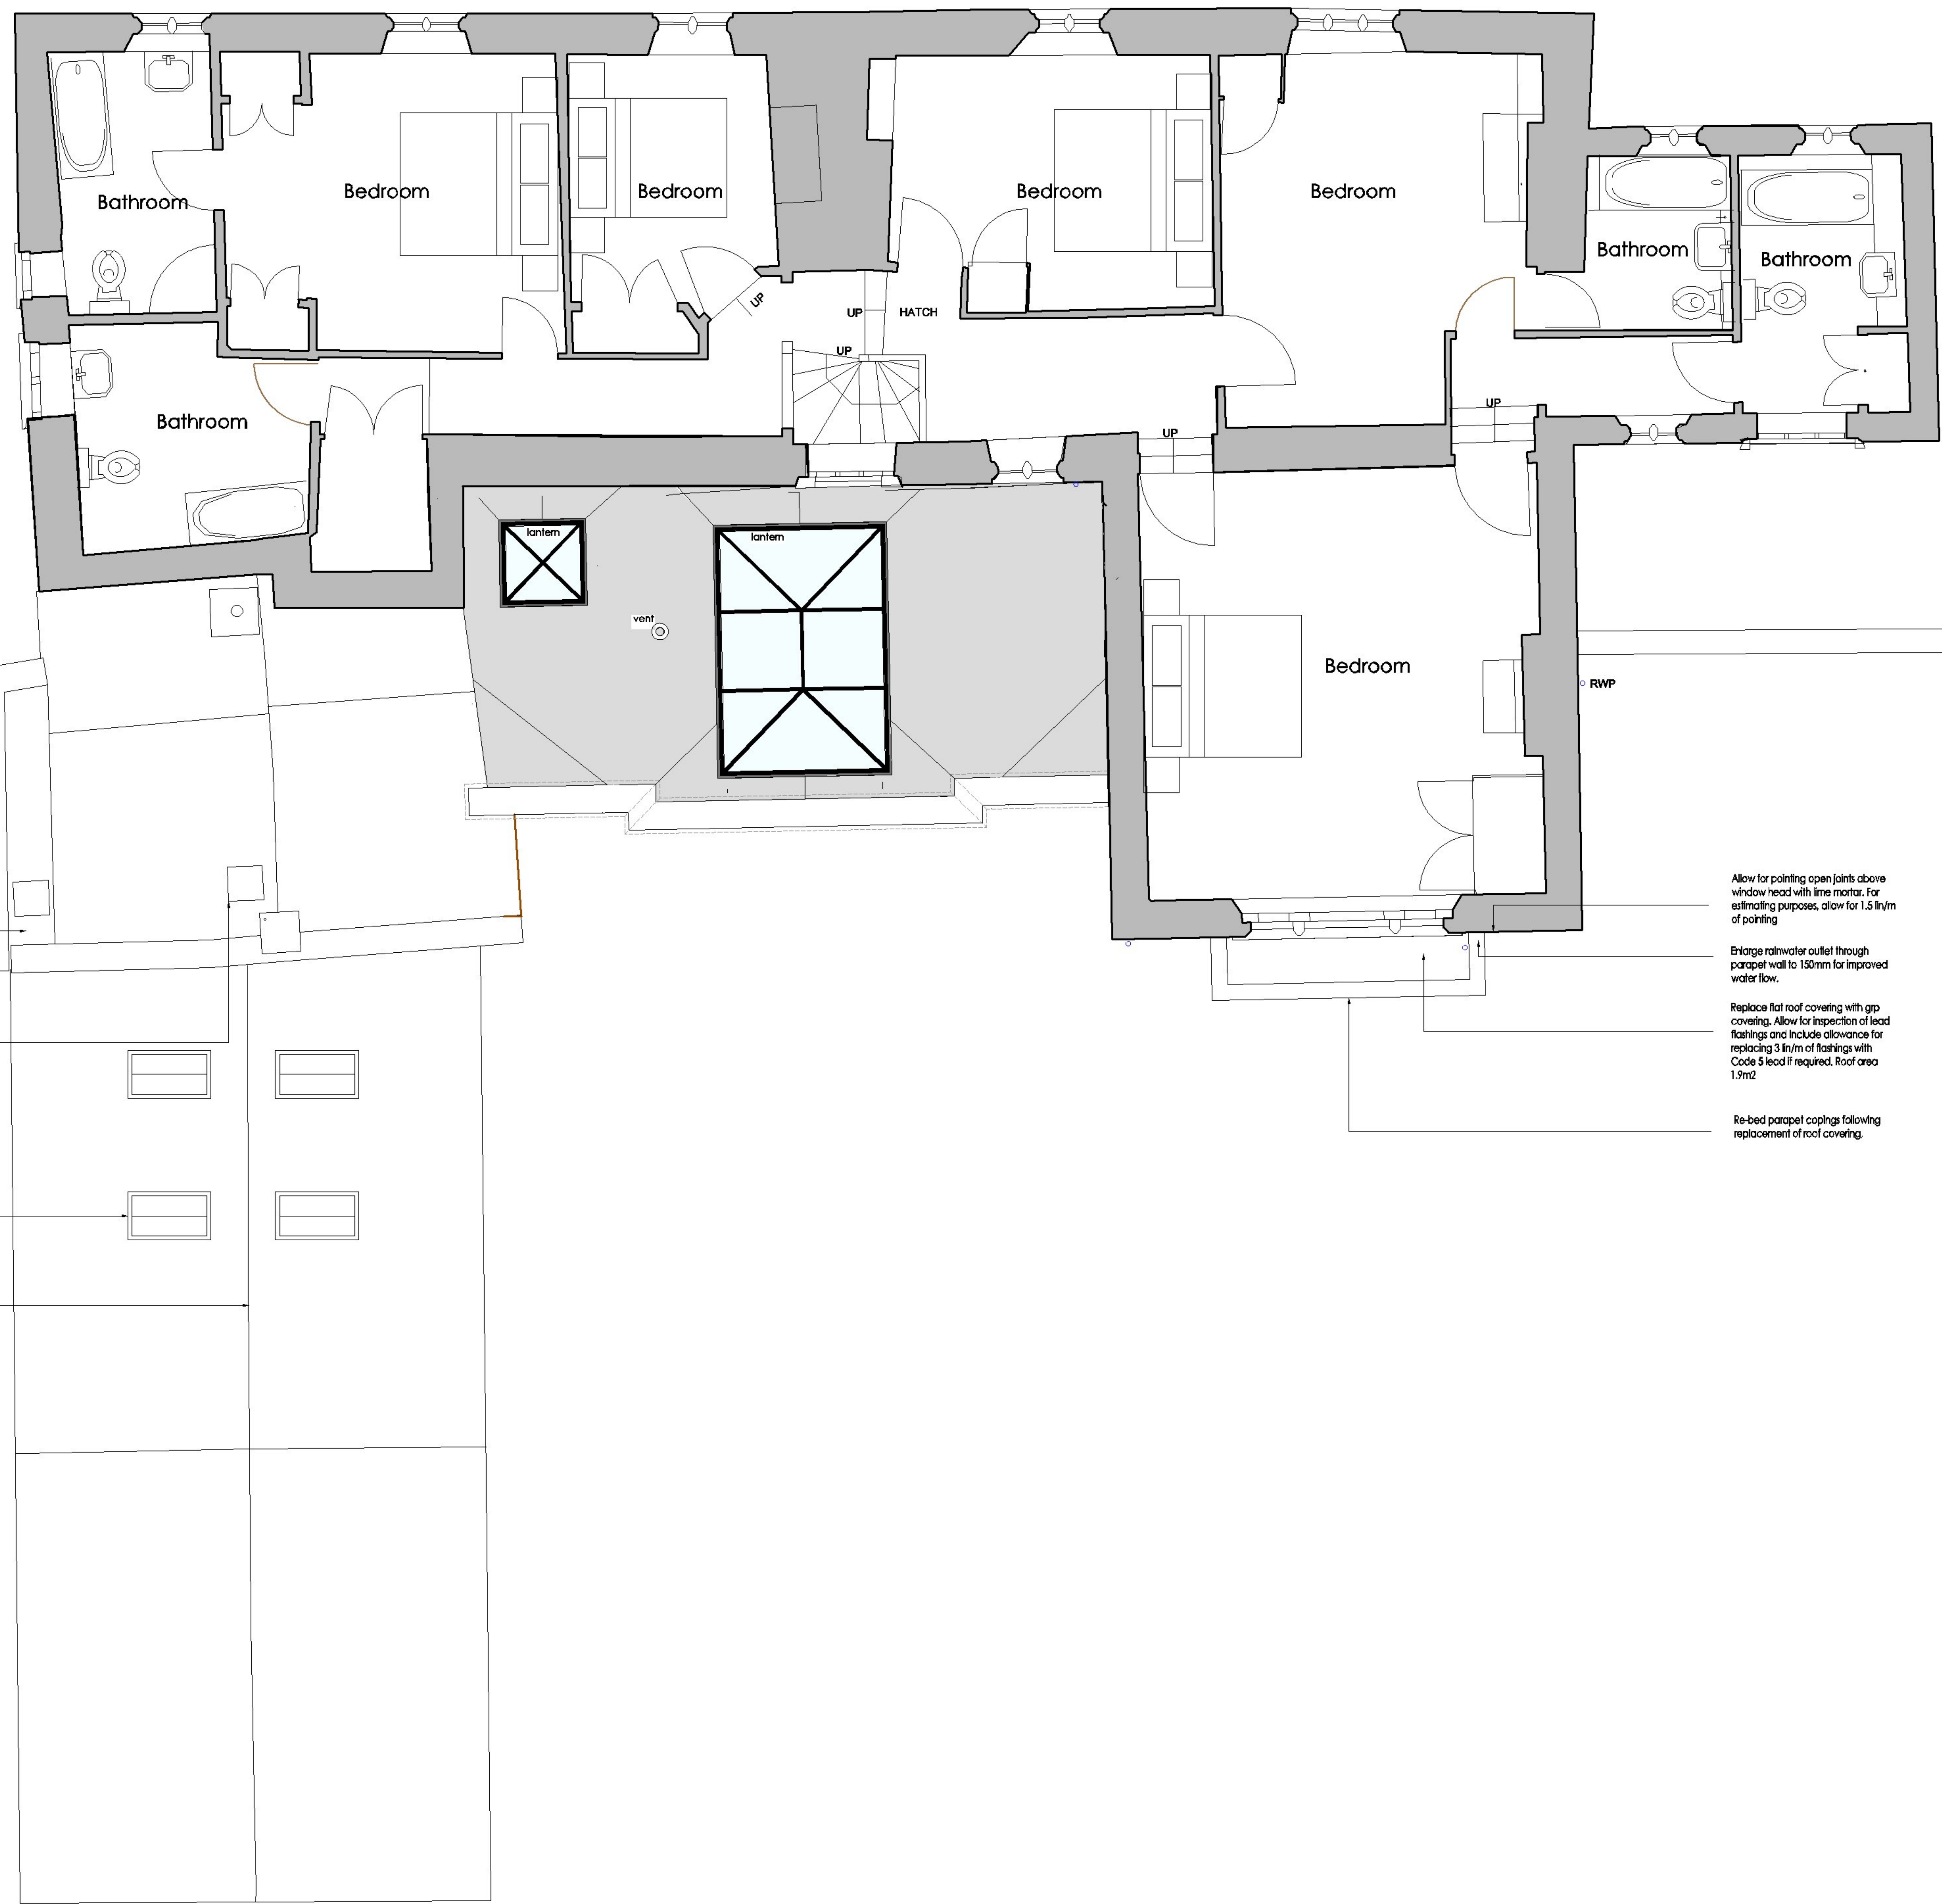 Bathroom
Bedroom
Bedroom
Bedroom
Bedroom
Bathroom
Bathroom
UP
UP
HATCH
UP
Bathroom
UP
UP
lantern
lantern
vent
Bedroom
RWP
Allow for pointing open joints above
window head with lime mortar. For
estimating purposes, allow for 1.5 lin/m
of pointing
Enlarge rainwater outlet through
parapet wall to 150mm for improved
water flow.
Replace flat roof covering with grp
covering. Allow for inspection of lead
flashings and include allowance for
replacing 3 lin/m of flashings with
Code 5 lead if required. Roof area
1.9m2
Re-bed parapet copings following
replacement of roof covering.